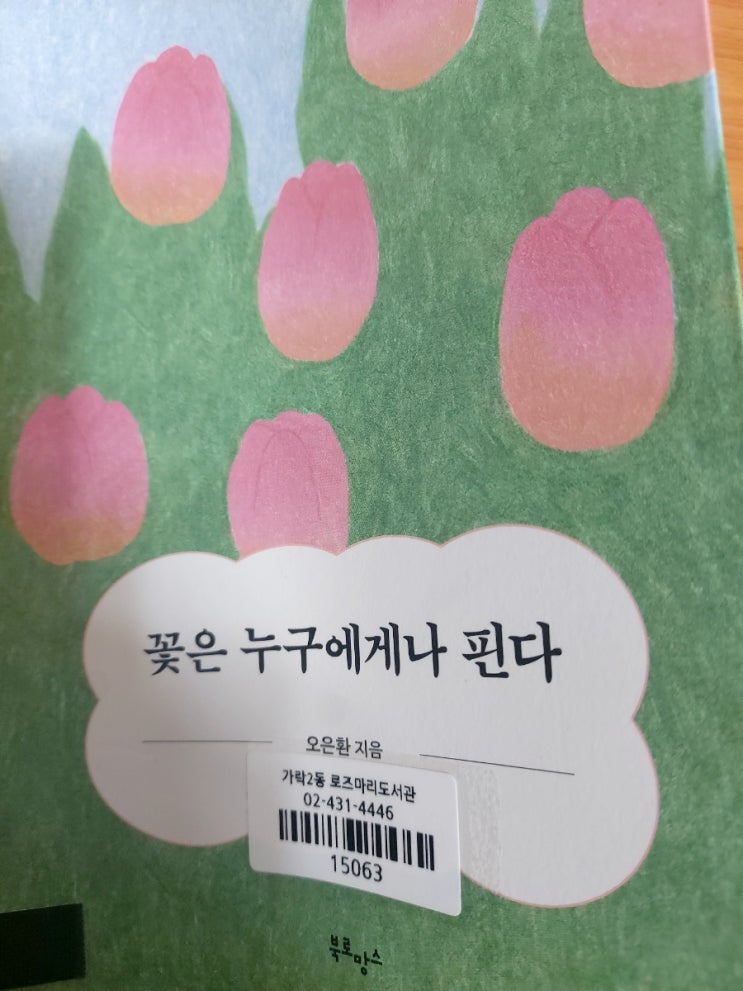 꽃은 누구에게나 핀다
오은환 지음
가락2동 로즈마리도서관
02-431-4446
15063
북로망스